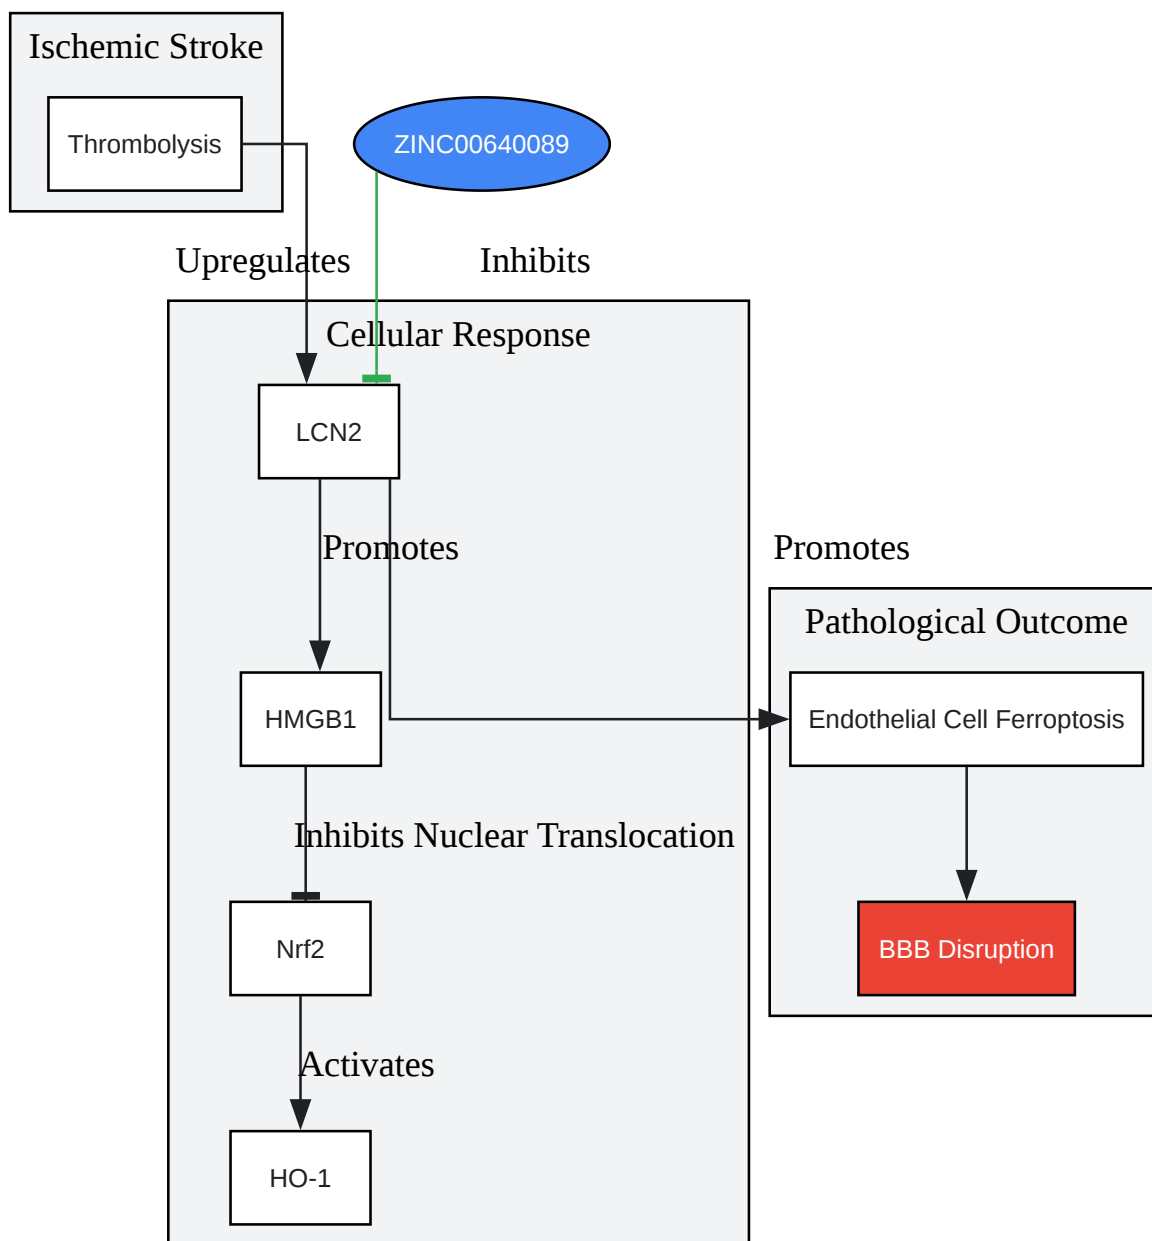 Ischemic Stroke
Thrombolysis
ZINC00640089
Upregulates
Inhibits
Cellular Response
LCN2
Promotes
Promotes
Pathological Outcome
HMGB1
Endothelial Cell Ferroptosis
Inhibits Nuclear Translocation
Nrf2
BBB Disruption
Activates
HO-1